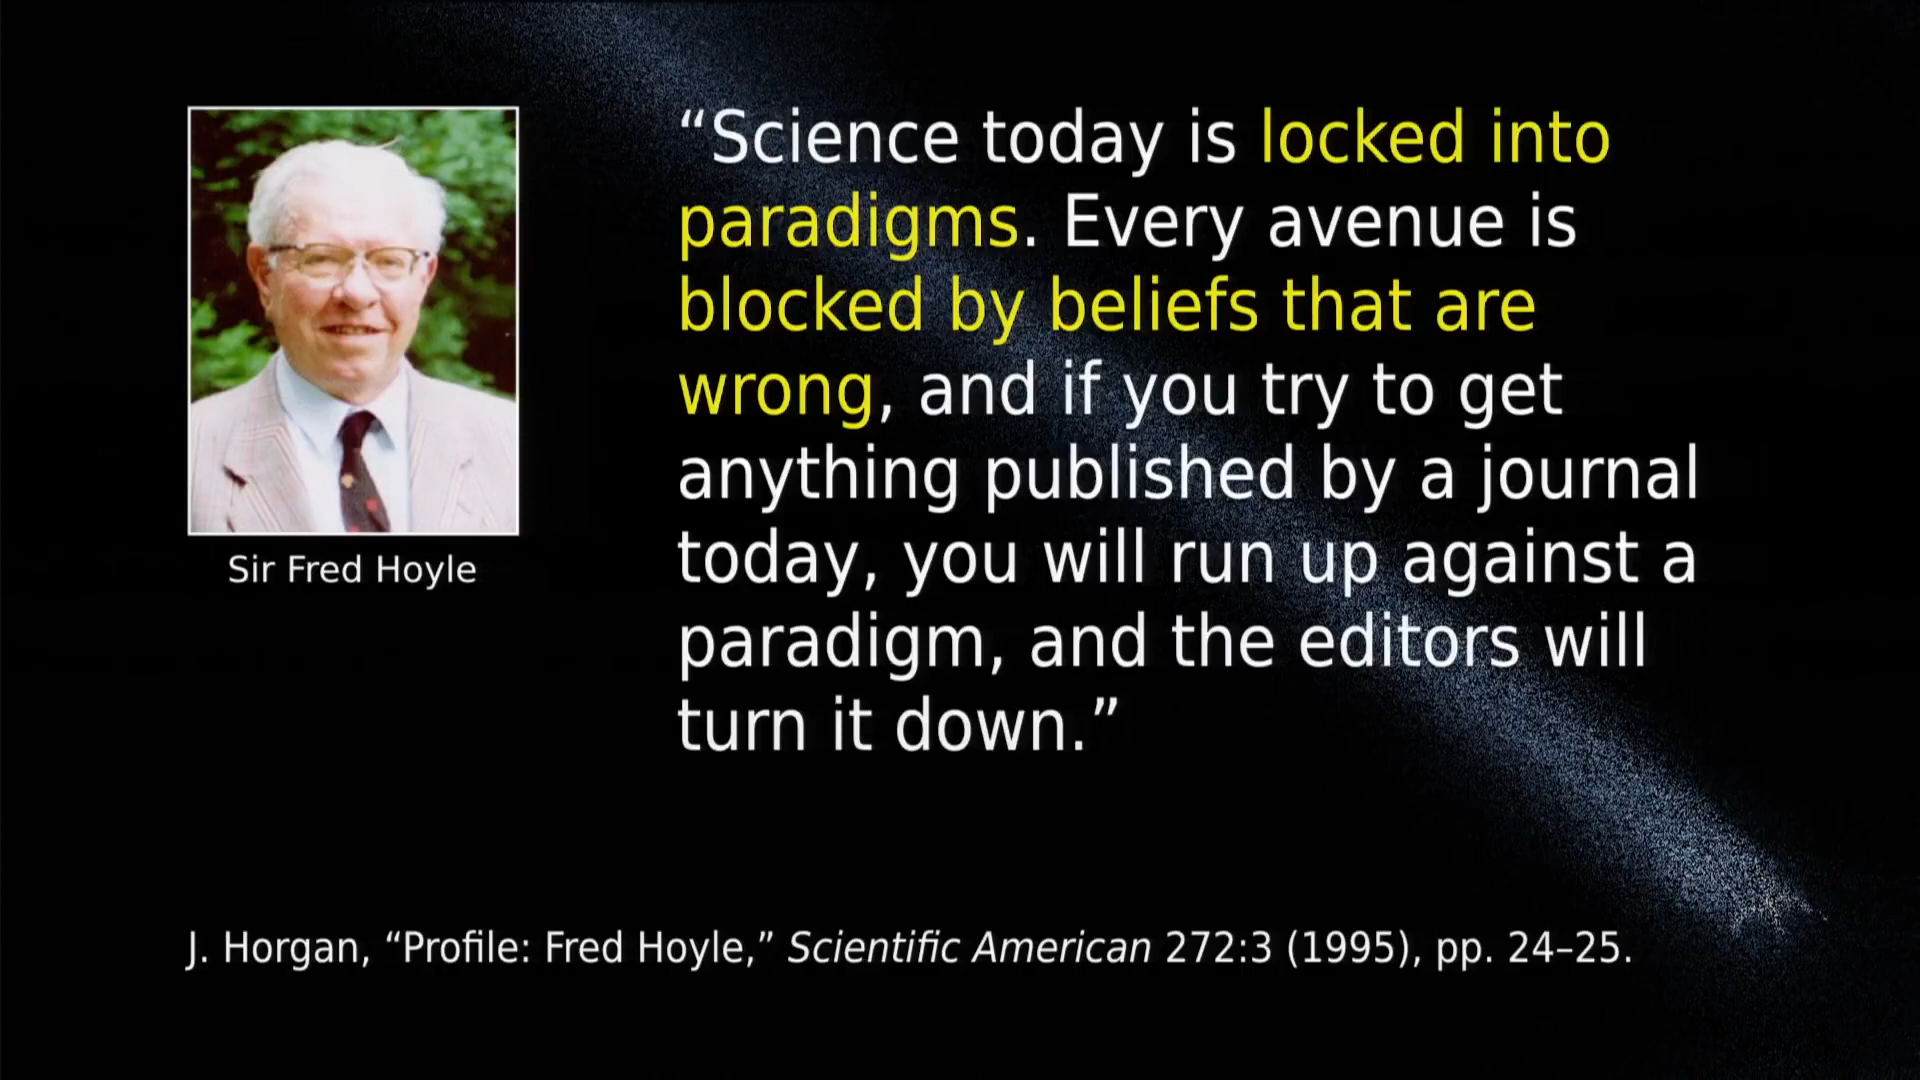 “Science today is locked into
paradigms. Every avenue is
blocked by beliefs that are
wrong, and if you try to get
anything published by a journal
today, you will run up against a
paradigm, and the editors will
turn it down.”
Sir Fred Hoyle
J. Horgan, “Profile: Fred Hoyle,” Scientific American 272:3 (1995), pp. 24–25.